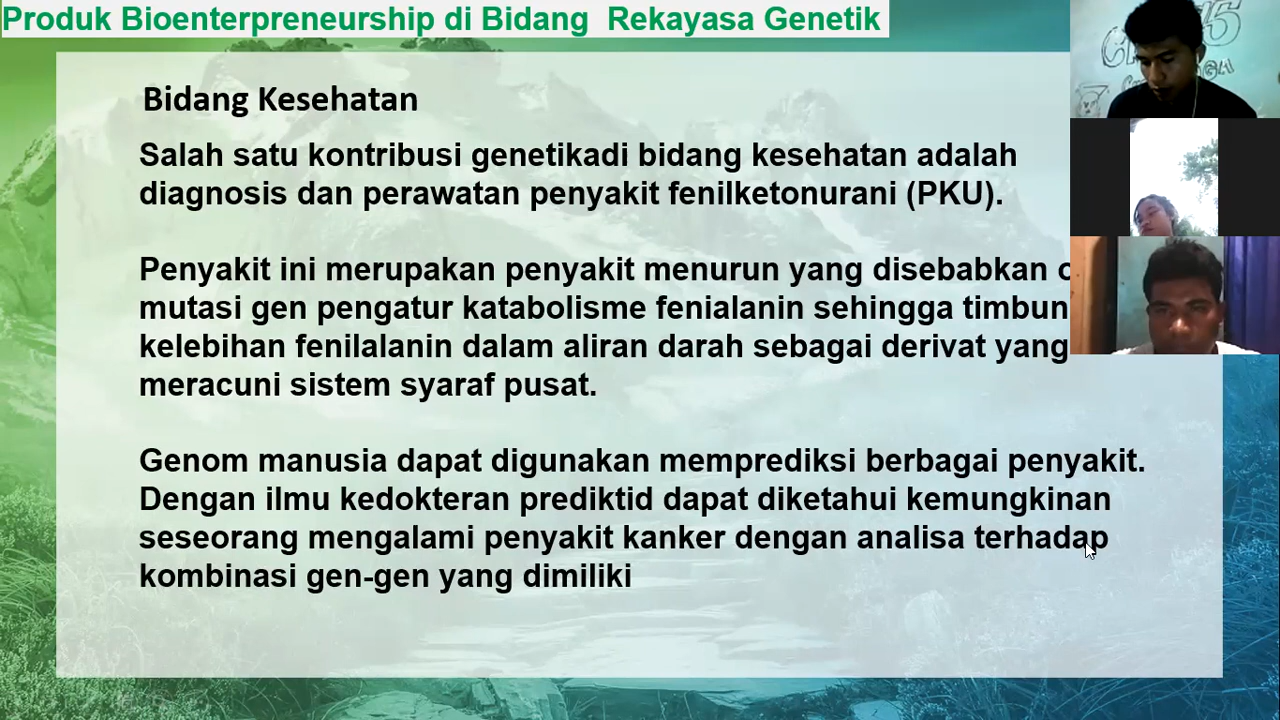 Produk Bioenterpreneurship di Bidang Rekayasa Genetik
Bidang Kesehatan
Salah satu kontribusi genetikadi bidang kesehatan adalah
diagnosis dan perawatan penyakit fenilketonurani (PKU).
Penyakit ini merupakan penyakit menurun yang disebabkan
mutasi gen pengatur katabolisme fenialanin sehingga timbun
kelebihan fenilalanin dalam aliran darah sebagai derivat yang
meracuni sistem syaraf pusat.
Genom manusia dapat digunakan memprediksi berbagai penyakit.
Dengan ilmu kedokteran prediktid dapat diketahui kemungkinan
seseorang mengalami penyakit kanker dengan analisa terhadap
kombinasi gen-gen yang dimiliki